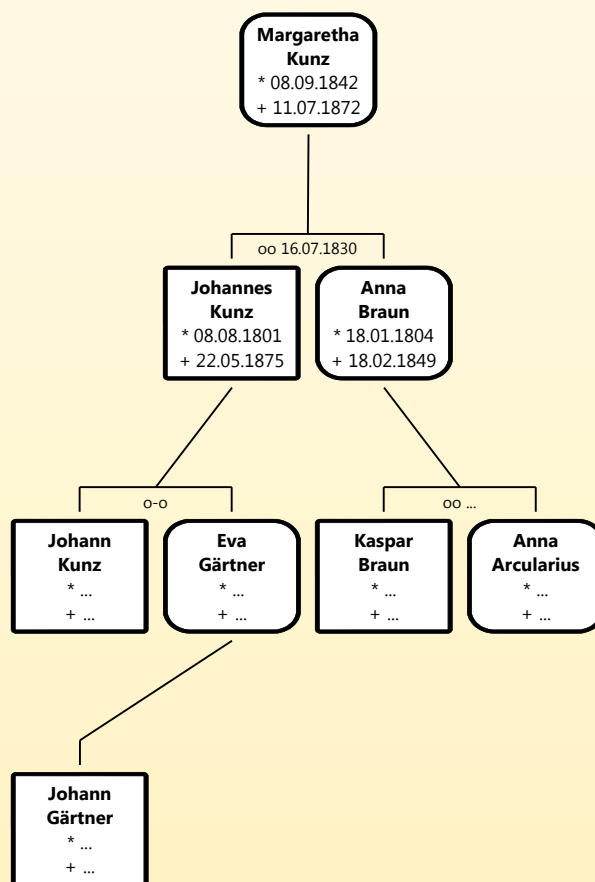 Margaretha
Kunz
* 08.09.1842
+ 11.07.1872
oo 16.07.1830
Johannes
Kunz
* 08.08.1801
+ 22.05.1875
Anna
Braun
* 18.01.1804
+ 18.02.1849
o-o
oo ...
Johann
Kunz
* ...
+ ...
Eva
Gärtner
* ...
+ ...
Kaspar
Braun
* ...
+ ...
Anna
Arcularius
* ...
+ ...
Johann
Gärtner
* ...
+ ...